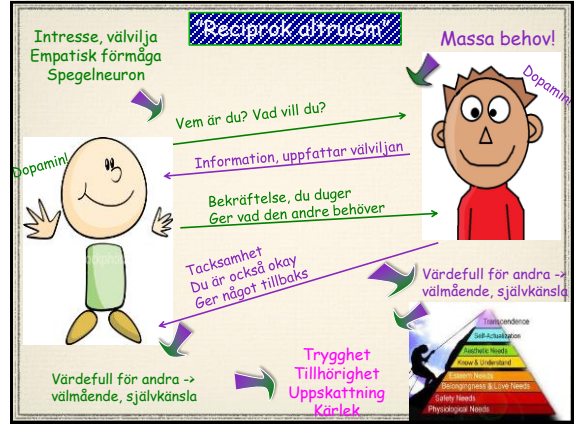 "Reciprok altruism"
Intresse, välvilja
Empatisk förmåga
Spegelneuron
Massa behov!
Dopamin!
Vem är du? Vad vill du?
Information, uppfattar välviljan
Dopamin!
Bekräftelse, du duger
Ger vad den andre behöver
Tacksamhet
Du är också okay
Ger något tillbaks
Värdefull för andra ->
välmående, självkänsla
Värdefull för andra ->
välmående, självkänsla
Trygghet
Tillhörighet
Uppskattning
Kärlek
Transcendence
Self-Actualization
Aesthetic Needs
Know & Understand
Esteem Needs
Belongingness & Love Needs
Safety Needs
Physiological Needs